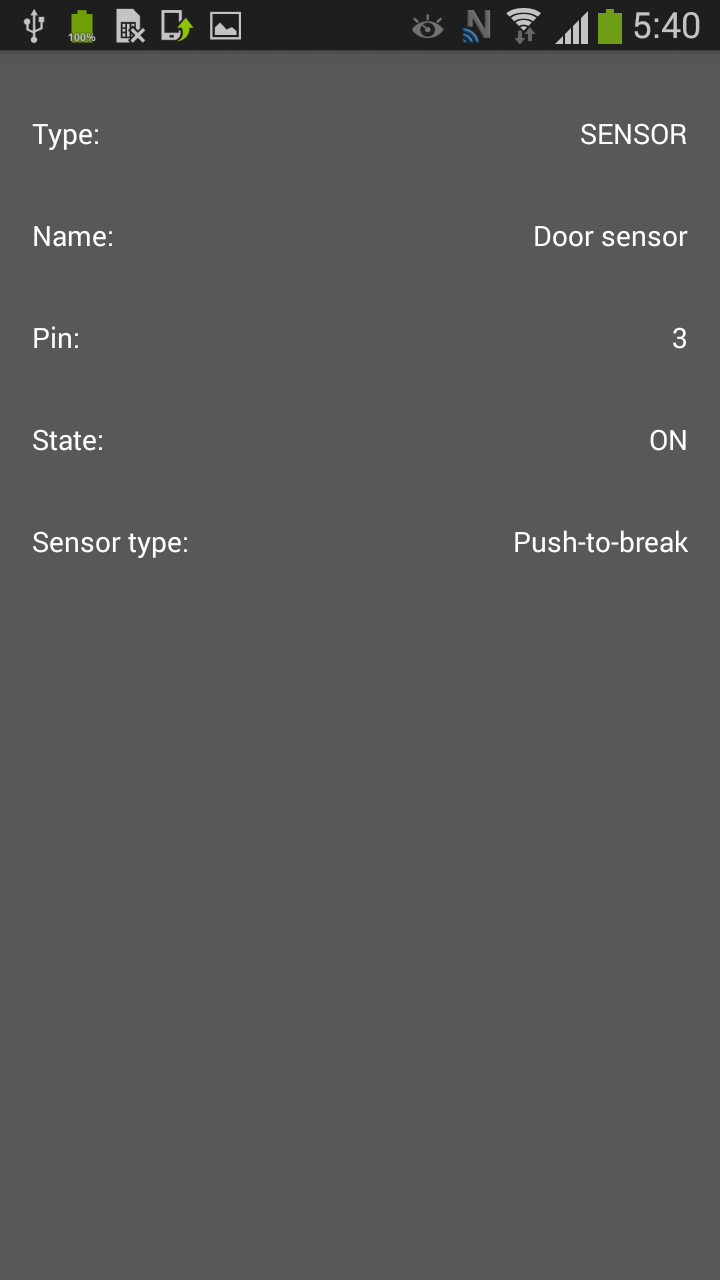 100% 5:40
Type: SENSOR
Name: Door sensor
Pin: 3
State: ON
Sensor type: Push-to-break